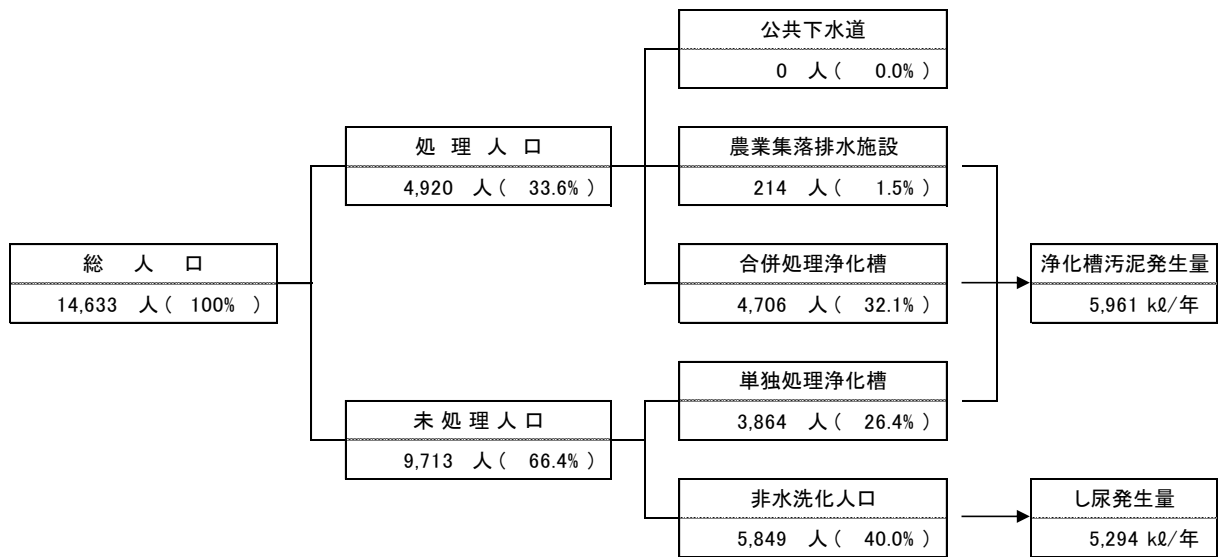 公共下水道
0 人 ( 0.0% )
処 理 人 口
4,920 人 ( 33.6% )
農業集落排水施設
214 人 ( 1.5% )
総 人 口
14,633 人 ( 100% )
合併処理浄化槽
4,706 人 ( 32.1% )
浄化槽汚泥発生量
5,961 kℓ/年
未 処 理 人 口
9,713 人 ( 66.4% )
単独処理浄化槽
3,864 人 ( 26.4% )
非水洗化人口
5,849 人 ( 40.0% )
し尿発生量
5,294 kℓ/年